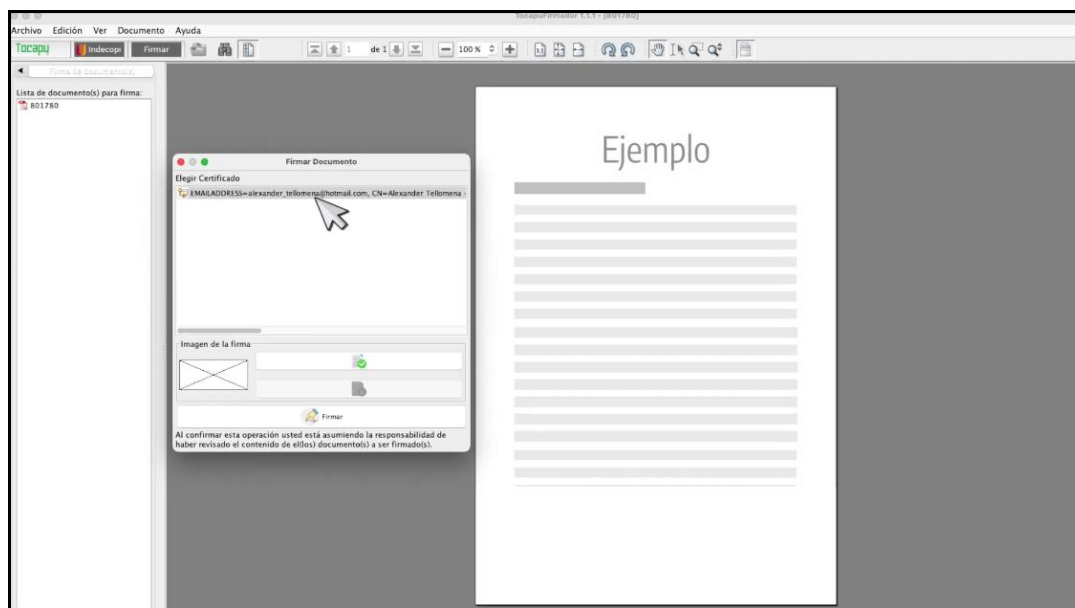 TocapuFirmador 1.1.1 - [801780]
Archivo Edición Ver Documento Ayuda
Tocapu Indecopi Firmar 1 de 1 100 %
Firma de documento(s)
Lista de documento(s) para firma:
801780
Ejemplo
Firmar Documento
Elegir Certificado
EMAILADDRESS=alexander_tellomena@hotmail.com, CN=Alexander Tellomena
Imagen de la firma
Firmar
Al confirmar esta operación usted está asumiendo la responsabilidad de
haber revisado el contenido de el(los) documento(s) a ser firmado(s).